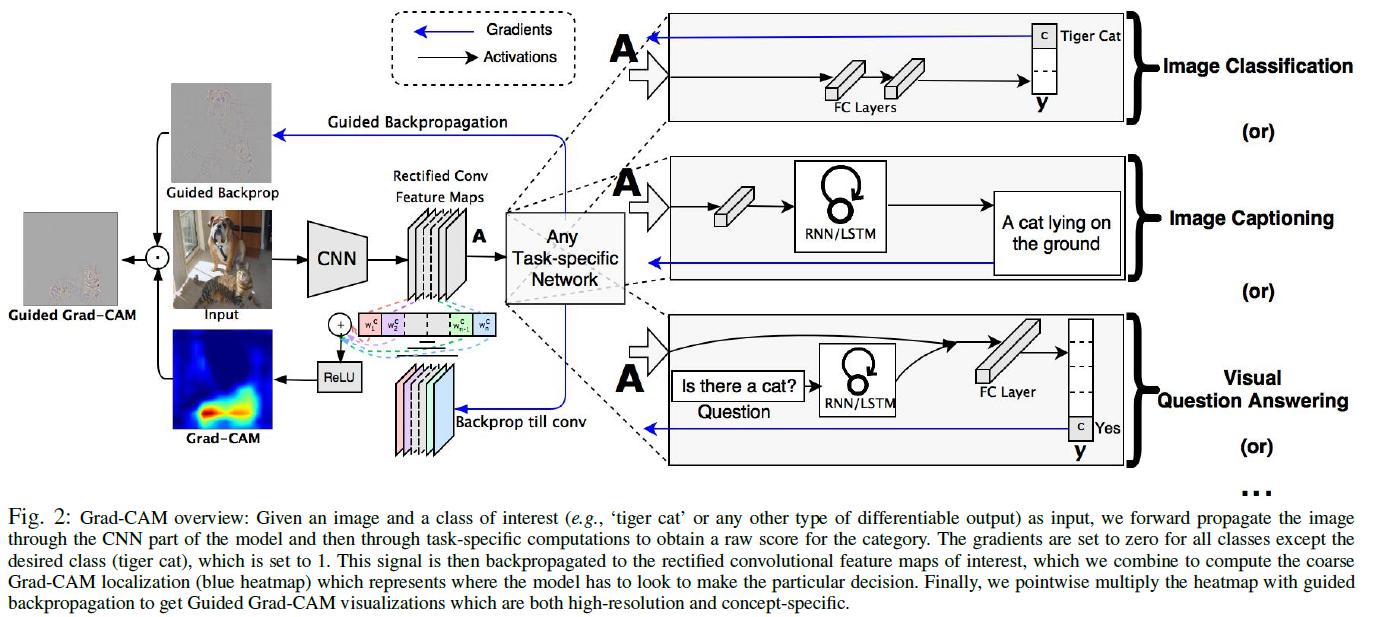 Gradients
Activations
Guided Backpropagation
Guided Backprop
Input
Guided Grad-CAM
Grad-CAM
CNN
Rectified Conv
Feature Maps
A
Any
Task-specific
Network
+
w₁ᶜ w₂ᶜ wₙ₋₁ᶜ wₙᶜ
ReLU
Backprop till conv
A
FC Layers
c Tiger Cat
y
Image Classification
(or)
A
RNN/LSTM
A cat lying on
the ground
Image Captioning
(or)
A
Is there a cat?
Question
RNN/LSTM
FC Layer
c Yes
y
Visual
Question Answering
(or)
...
Fig. 2: Grad-CAM overview: Given an image and a class of interest (e.g., ‘tiger cat’ or any other type of differentiable output) as input, we forward propagate the image
through the CNN part of the model and then through task-specific computations to obtain a raw score for the category. The gradients are set to zero for all classes except the
desired class (tiger cat), which is set to 1. This signal is then backpropagated to the rectified convolutional feature maps of interest, which we combine to compute the coarse
Grad-CAM localization (blue heatmap) which represents where the model has to look to make the particular decision. Finally, we pointwise multiply the heatmap with guided
backpropagation to get Guided Grad-CAM visualizations which are both high-resolution and concept-specific.